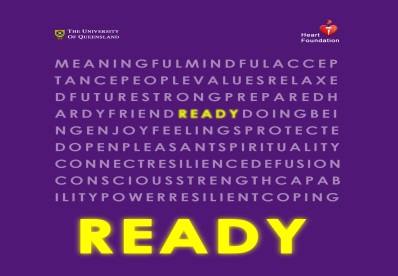 THE UNIVERSITY
OF QUEENSLAND
Heart
Foundation
MEANINGFULMINDFULACCEP
TANCEPEOPLEVALUESRELAXE
DFUTURESTRONGPREPAREDH
ARDYFRIENDREADYDOINGBEI
NGENJOYFEELINGSPROTECTE
DOPENPLEASANTSPIRITUALITY
CONNECTRESILIENCEDEFUSION
CONSCIOUSSTRENGTHCAPAB
ILITYPOWERRESILIENTCOPING
READY